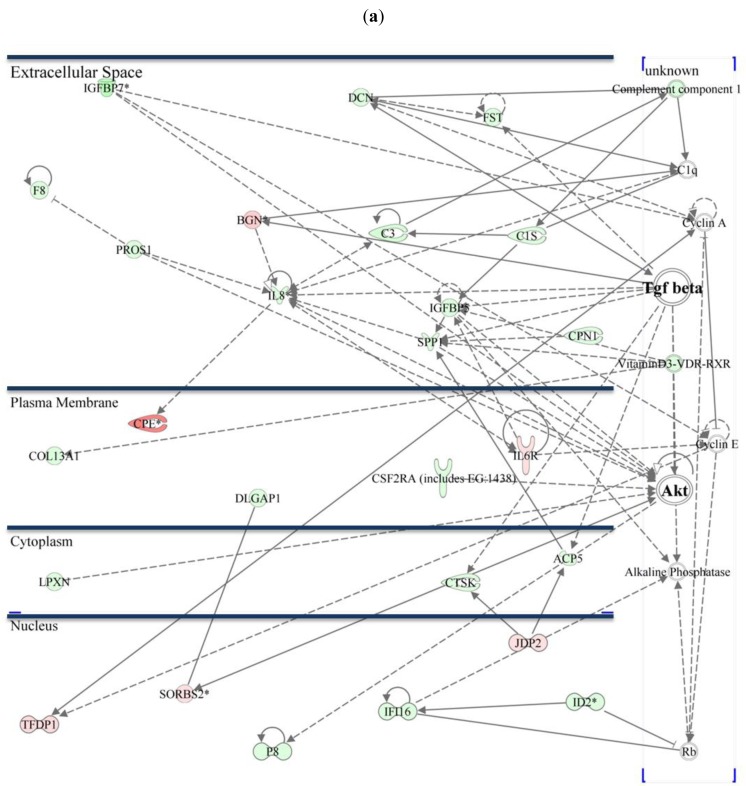 (a)
Extracellular Space
unknown
IGFBP7*
Complement component 1
DCN
FST
C1q
F8
BGN*
Cyclin A
C3
C1S
PROS1
Tgf beta
IL8
IGFBP5
CPN1
SPP1
VitaminD3-VDR-RXR
Plasma Membrane
CPE*
Cyclin E
COL13A1
IL6R
CSF2RA (includes EG:1438)
Akt
DLGAP1
Cytoplasm
ACP5
Alkaline Phosphatase
LPXN
CTSK
Nucleus
JDP2
SORBS2*
ID2*
TFDP1
IFI16
P8
Rb